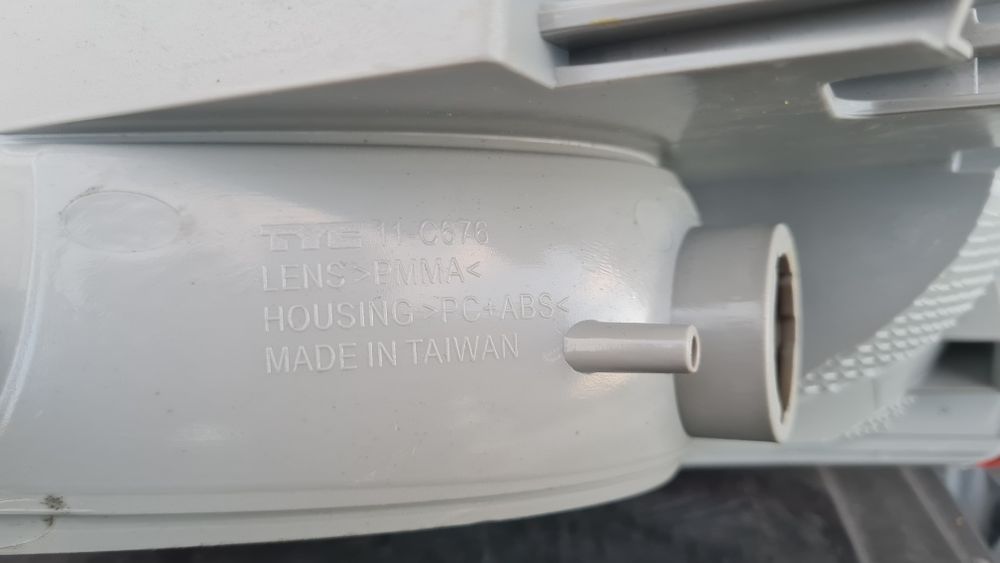 TYC 11-C676
LENS>PMMA<
HOUSING->PC+ABS<
MADE IN TAIWAN